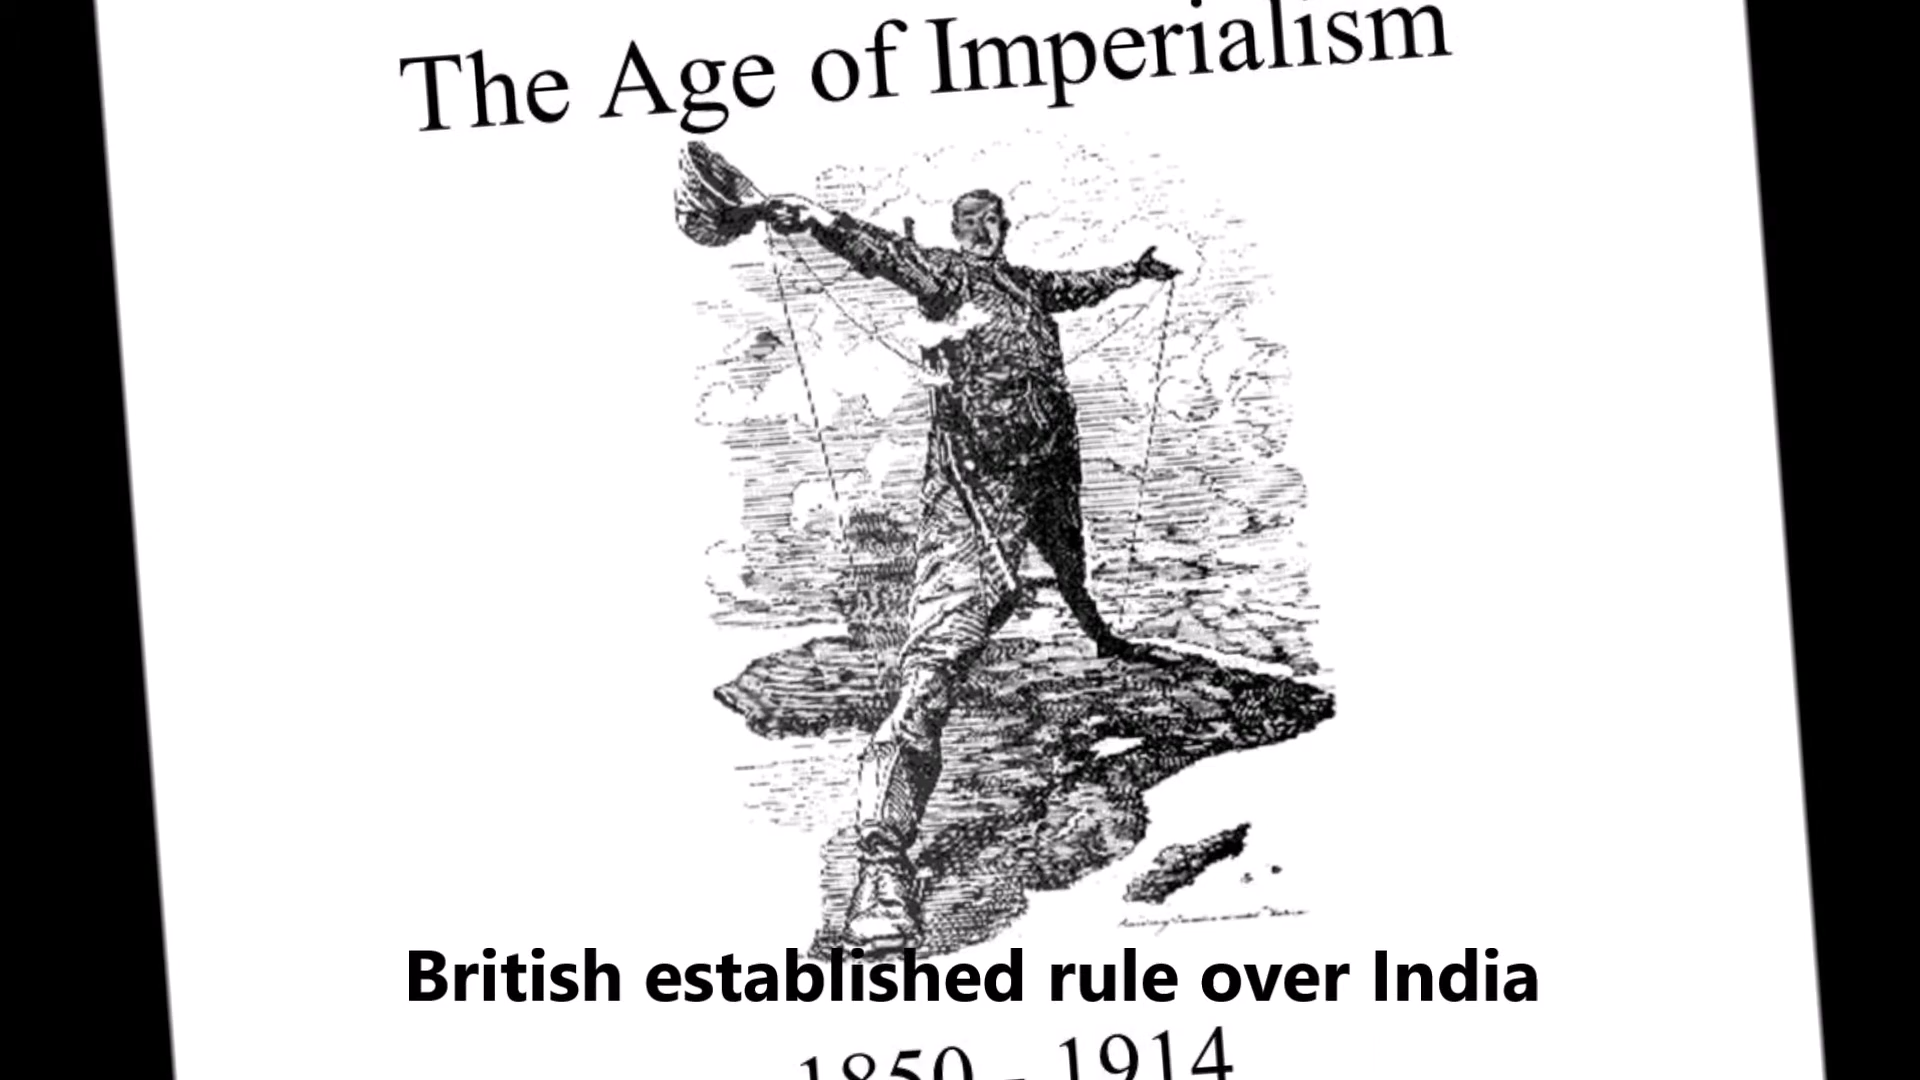 The Age of Imperialism
British established rule over India
1850 - 1914